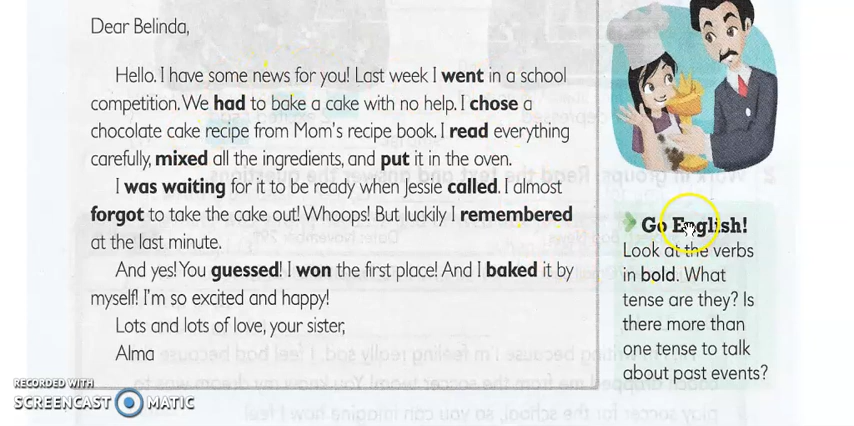 Dear Belinda,
Hello. I have some news for you! Last week I went in a school
competition. We had to bake a cake with no help. I chose a
chocolate cake recipe from Mom's recipe book. I read everything
carefully, mixed all the ingredients, and put it in the oven.
I was waiting for it to be ready when Jessie called. I almost
forgot to take the cake out! Whoops! But luckily I remembered
at the last minute.
And yes! You guessed! I won the first place! And I baked it by
myself! I'm so excited and happy!
Lots and lots of love, your sister,
Alma
Go English!
Look at the verbs
in bold. What
tense are they? Is
there more than
one tense to talk
about past events?
RECORDED WITH
SCREENCAST MATIC